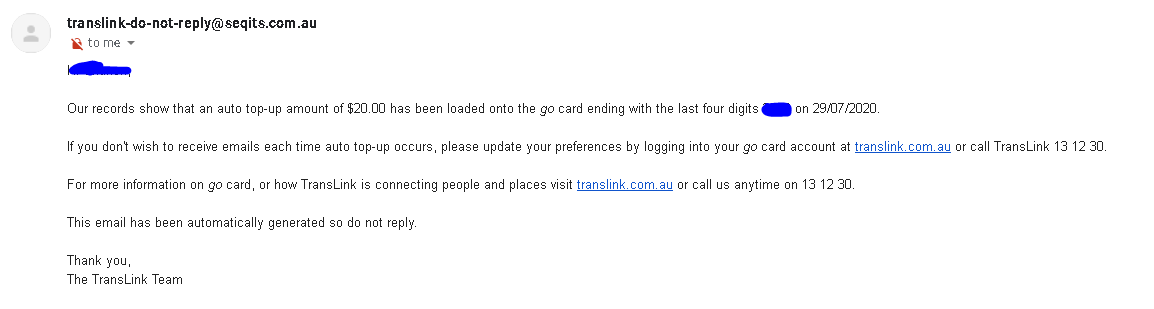 translink-do-not-reply@seqits.com.au
to me
Our records show that an auto top-up amount of $20.00 has been loaded onto the go card ending with the last four digits on 29/07/2020.
If you don't wish to receive emails each time auto top-up occurs, please update your preferences by logging into your go card account at translink.com.au or call TransLink 13 12 30.
For more information on go card, or how TransLink is connecting people and places visit translink.com.au or call us anytime on 13 12 30.
This email has been automatically generated so do not reply.
Thank you,
The TransLink Team